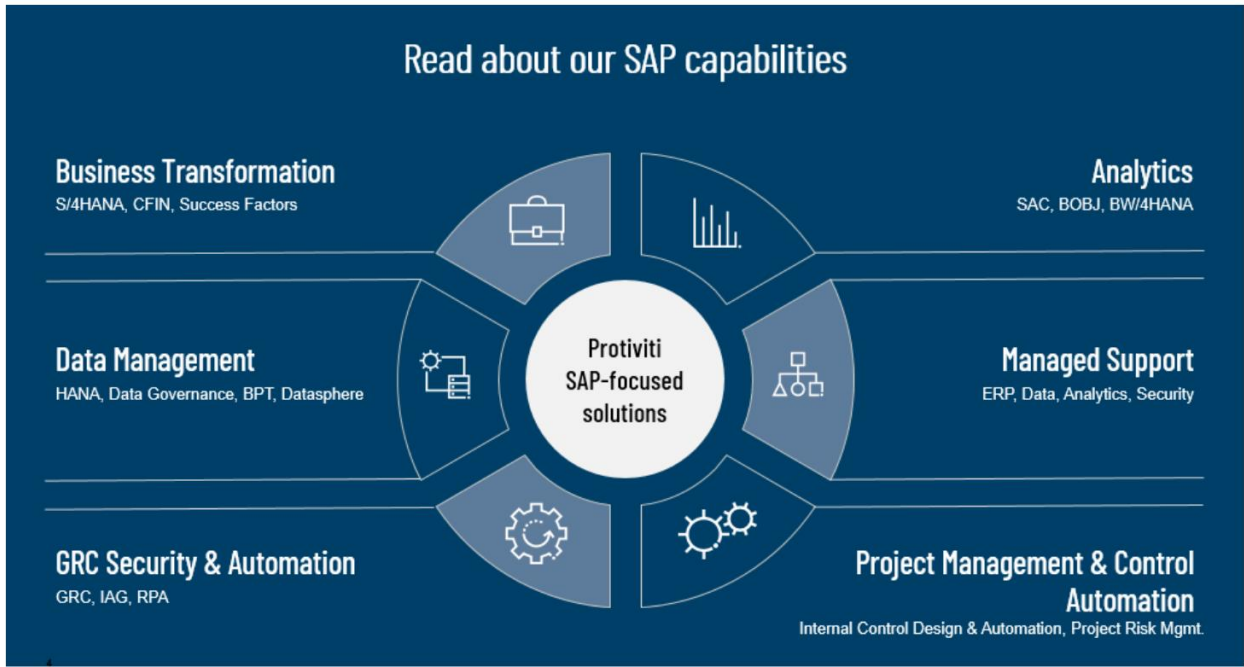 Read about our SAP capabilities
Business Transformation
S/4HANA, CFIN, Success Factors
Analytics
SAC, BOBJ, BW/4HANA
Data Management
HANA, Data Governance, BPT, Datasphere
Protiviti
SAP-focused
solutions
Managed Support
ERP, Data, Analytics, Security
GRC Security & Automation
GRC, IAG, RPA
Project Management & Control
Automation
Internal Control Design & Automation, Project Risk Mgmt.
4